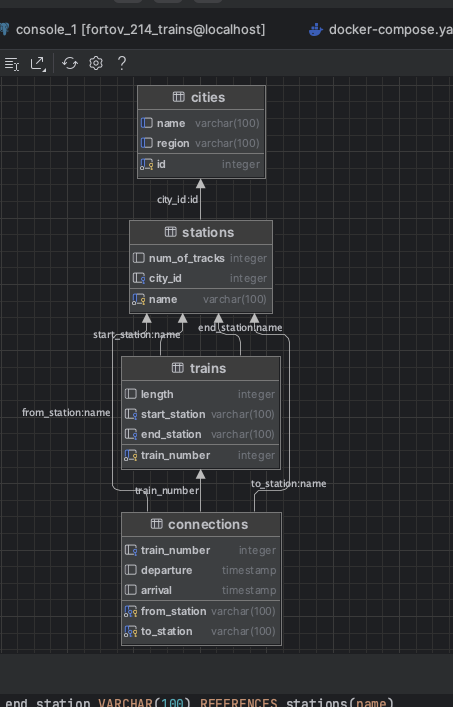 console_1 [fortov_214_trains@localhost] docker-compose.ya
cities
name varchar(100)
region varchar(100)
id integer
city_id:id
stations
num_of_tracks integer
city_id integer
name varchar(100)
start_station:name end_station:name
trains
length integer
start_station varchar(100)
end_station varchar(100)
train_number integer
from_station:name
train_number to_station:name
connections
train_number integer
departure timestamp
arrival timestamp
from_station varchar(100)
to_station varchar(100)
end_station VARCHAR(100) REFERENCES stations(name)